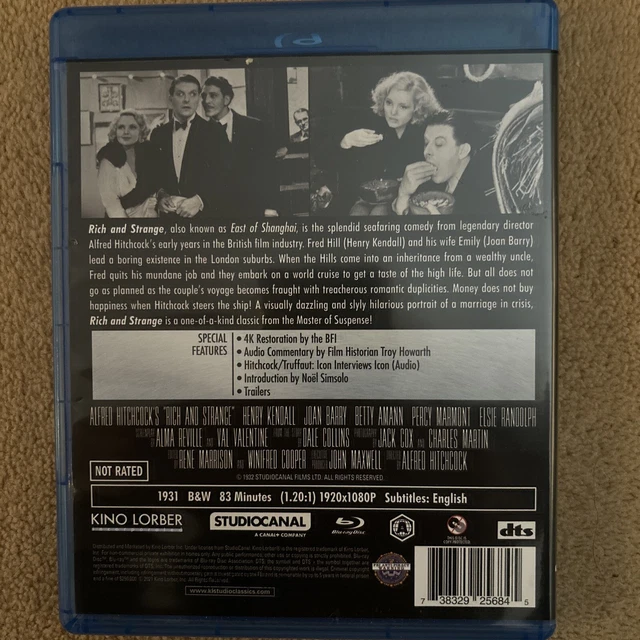 Rich and Strange, also known as East of Shanghai, is the splendid seafaring comedy from legendary director
Alfred Hitchcock's early years in the British film industry. Fred Hill (Henry Kendall) and his wife Emily (Joan Barry)
lead a boring existence in the London suburbs. When the Hills come into an inheritance from a wealthy uncle,
Fred quits his mundane job and they embark on a world cruise to get a taste of the high life. But all does not
go as planned as the couple's voyage becomes fraught with treacherous romantic duplicities. Money does not buy
happiness when Hitchcock steers the ship! A visually dazzling and slyly hilarious portrait of a marriage in crisis,
Rich and Strange is a one-of-a-kind classic from the Master of Suspense!
SPECIAL
FEATURES
• 4K Restoration by the BFI
• Audio Commentary by Film Historian Troy Howarth
• Hitchcock/Truffaut: Icon Interviews Icon (Audio)
• Introduction by Noël Simsolo
• Trailers
ALFRED HITCHCOCK'S "RICH AND STRANGE" HENRY KENDALL JOAN BARRY BETTY AMANN PERCY MARMONT ELSIE RANDOLPH
ALMA REVILLE AND VAL VALENTINE DALE COLLINS JACK COX AND CHARLES MARTIN
RENE MARRISON AND WINIFRED COOPER JOHN MAXWELL ALFRED HITCHCOCK
© 1932 STUDIOCANAL FILMS LTD. ALL RIGHTS RESERVED.
NOT RATED
1931 B&W 83 Minutes (1.20:1) 1920x1080P Subtitles: English
KINO LORBER
STUDIOCANAL
A CANAL+ COMPANY
Blu-ray Disc
dts
www.klstudioclassics.com
7 38329 25684 5